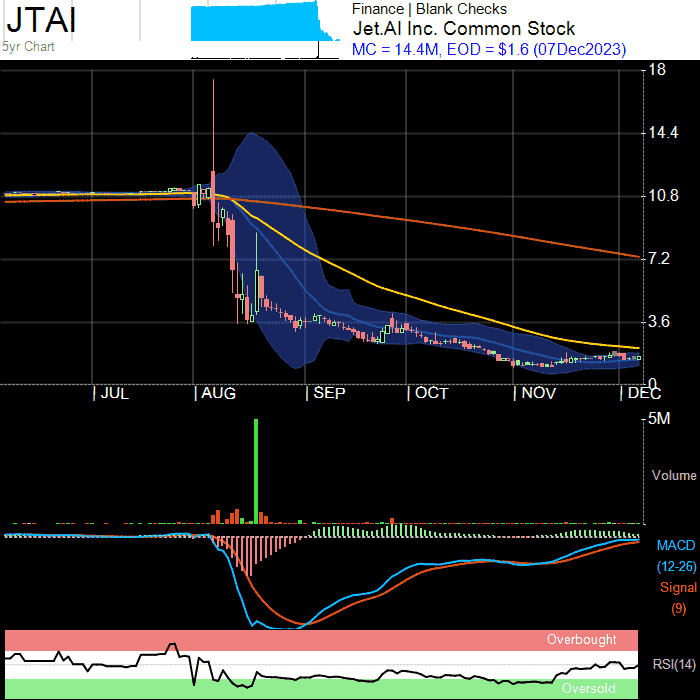 JTAI
5yr Chart
Finance | Blank Checks
Jet.AI Inc. Common Stock
MC = 14.4M, EOD = $1.6 (07Dec2023)
18
14.4
10.8
7.2
3.6
0
| JUL | AUG | SEP | OCT | NOV | DEC
5M
Volume
MACD
(12-26)
Signal
(9)
Overbought
RSI(14)
Oversold